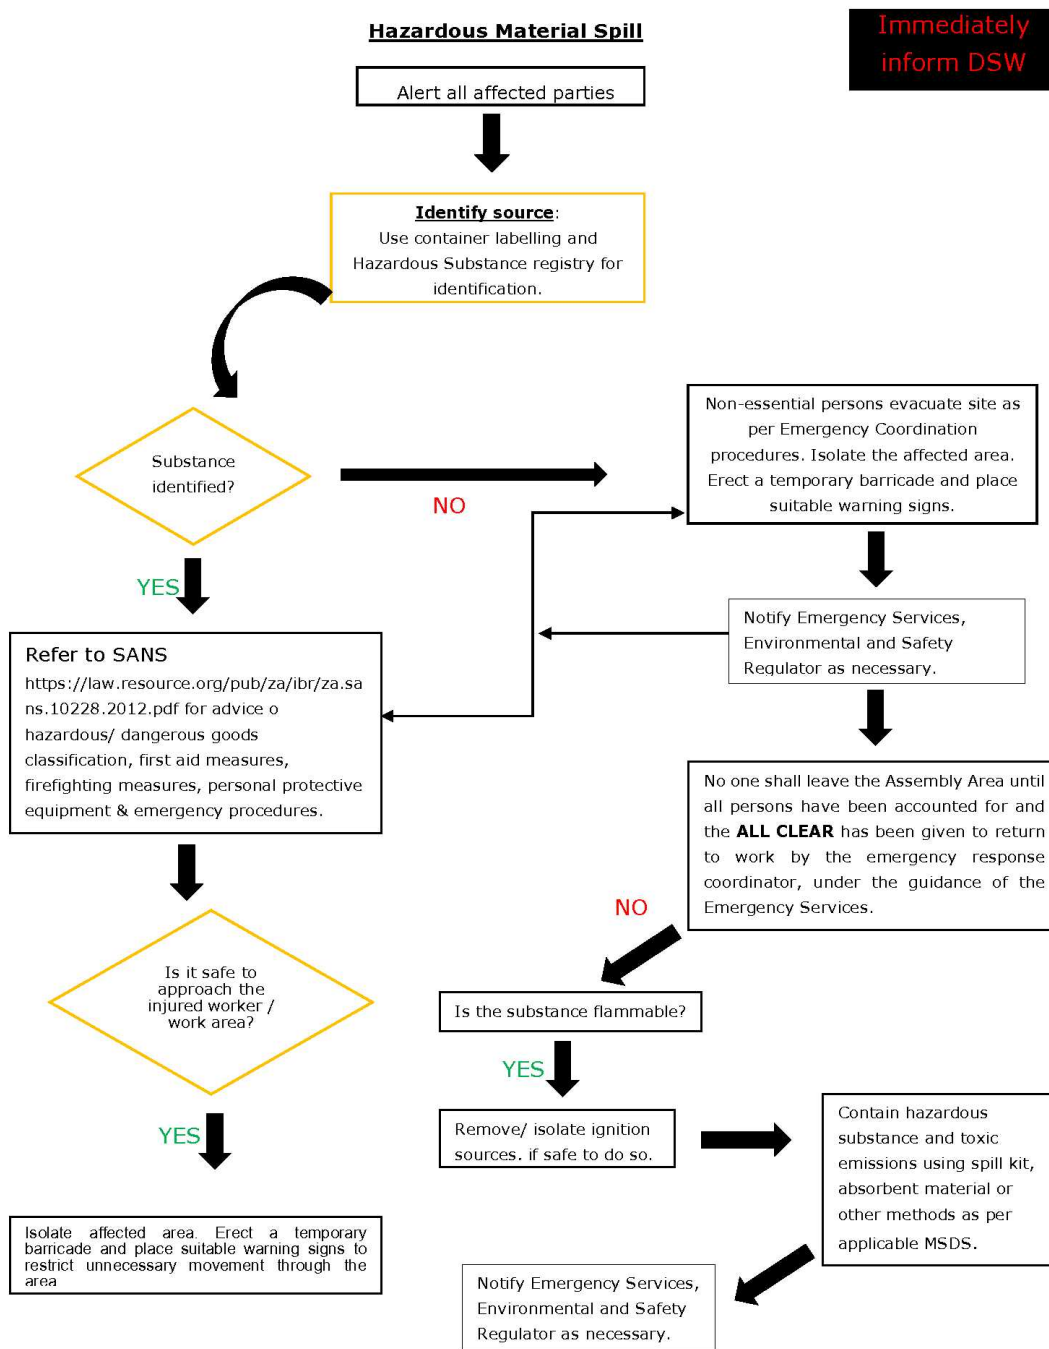 Hazardous Material Spill
Immediately
inform DSW
Alert all affected parties
Identify source:
Use container labelling and
Hazardous Substance registry for
identification.
Substance
identified?
NO
Non-essential persons evacuate site as
per Emergency Coordination
procedures. Isolate the affected area.
Erect a temporary barricade and place
suitable warning signs.
YES
Notify Emergency Services,
Environmental and Safety
Regulator as necessary.
Refer to SANS
https://law.resource.org/pub/za/ibr/za.sa
ns.10228.2012.pdf for advice o
hazardous/ dangerous goods
classification, first aid measures,
firefighting measures, personal protective
equipment & emergency procedures.
No one shall leave the Assembly Area until
all persons have been accounted for and
the ALL CLEAR has been given to return
to work by the emergency response
coordinator, under the guidance of the
Emergency Services.
NO
Is it safe to
approach the
injured worker /
work area?
Is the substance flammable?
YES
YES
Remove/ isolate ignition
sources. if safe to do so.
Contain hazardous
substance and toxic
emissions using spill kit,
absorbent material or
other methods as per
applicable MSDS.
Isolate affected area. Erect a temporary
barricade and place suitable warning signs to
restrict unnecessary movement through the
area
Notify Emergency Services,
Environmental and Safety
Regulator as necessary.